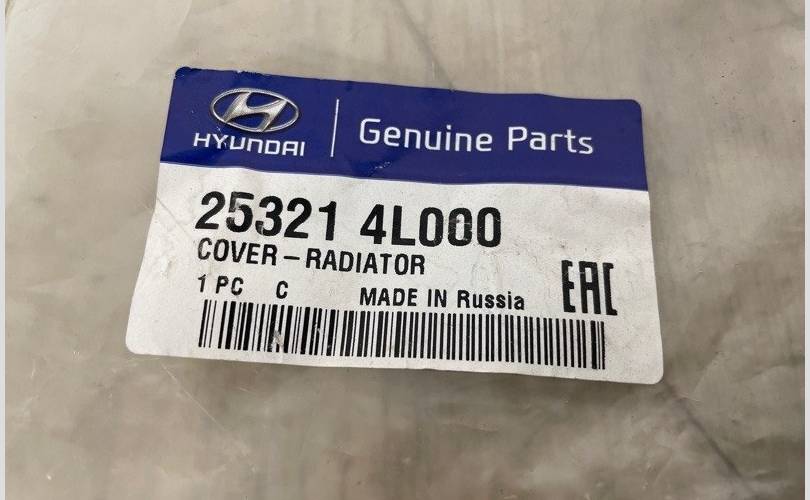 HYUNDAI
Genuine Parts
25321 4L000
COVER-RADIATOR
1 PC C MADE IN Russia
EAC